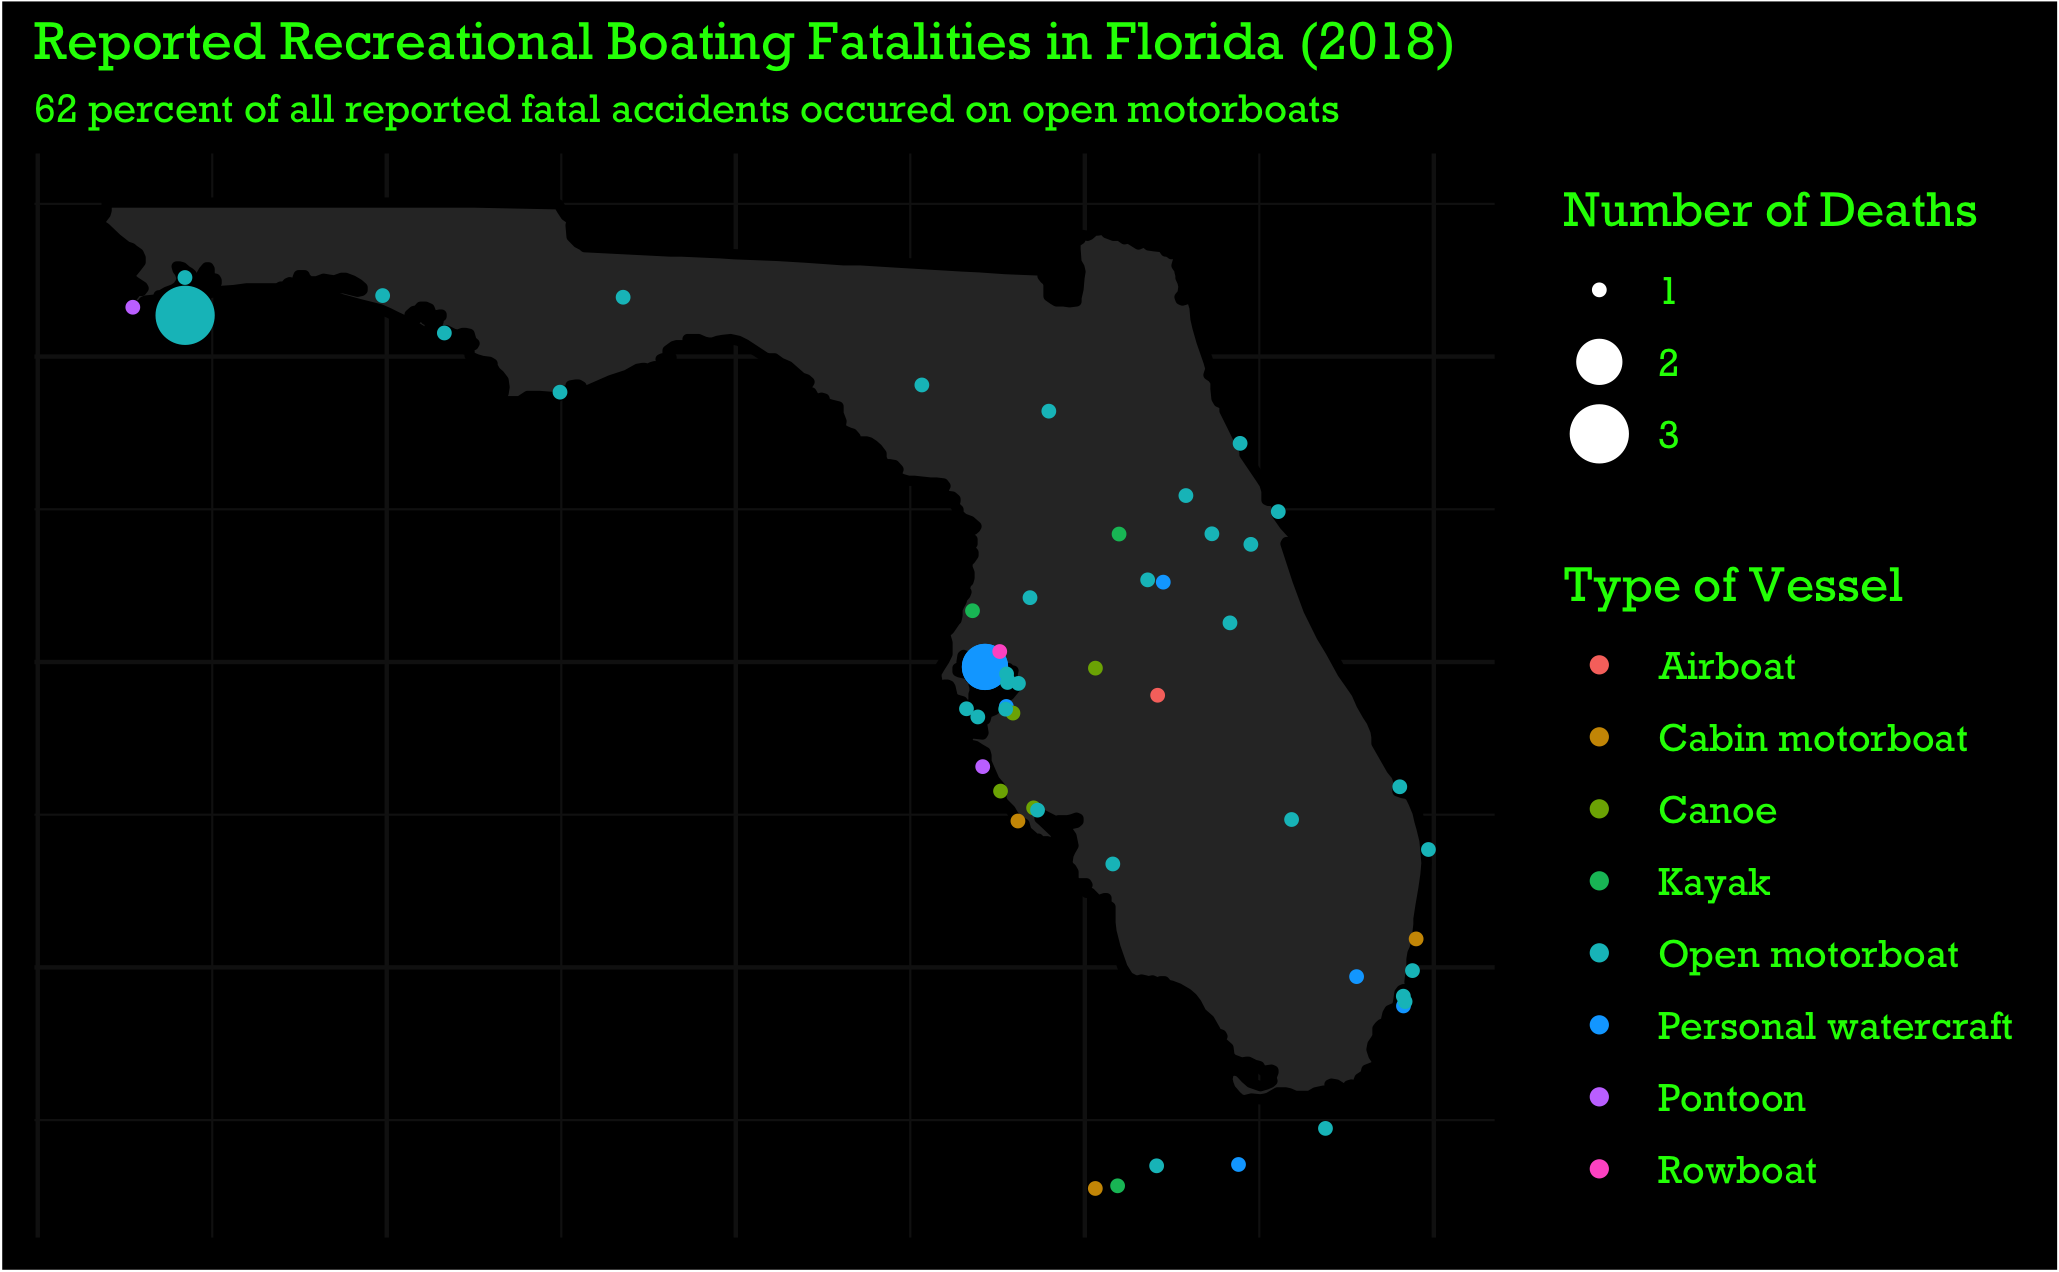 Reported Recreational Boating Fatalities in Florida (2018)
62 percent of all reported fatal accidents occured on open motorboats
Number of Deaths
1
2
3
Type of Vessel
Airboat
Cabin motorboat
Canoe
Kayak
Open motorboat
Personal watercraft
Pontoon
Rowboat